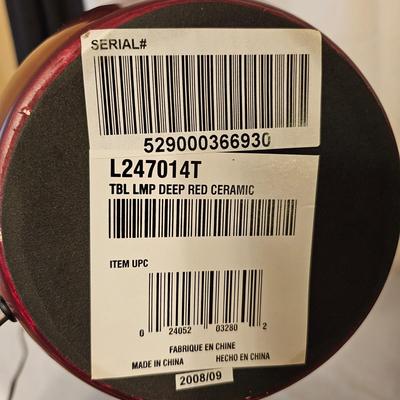 SERIAL#
529000366930
L247014T
TBL LMP DEEP RED CERAMIC
ITEM UPC
0 24052 03280 2
FABRIQUE EN CHINE
MADE IN CHINA HECHO EN CHINA
2008/09